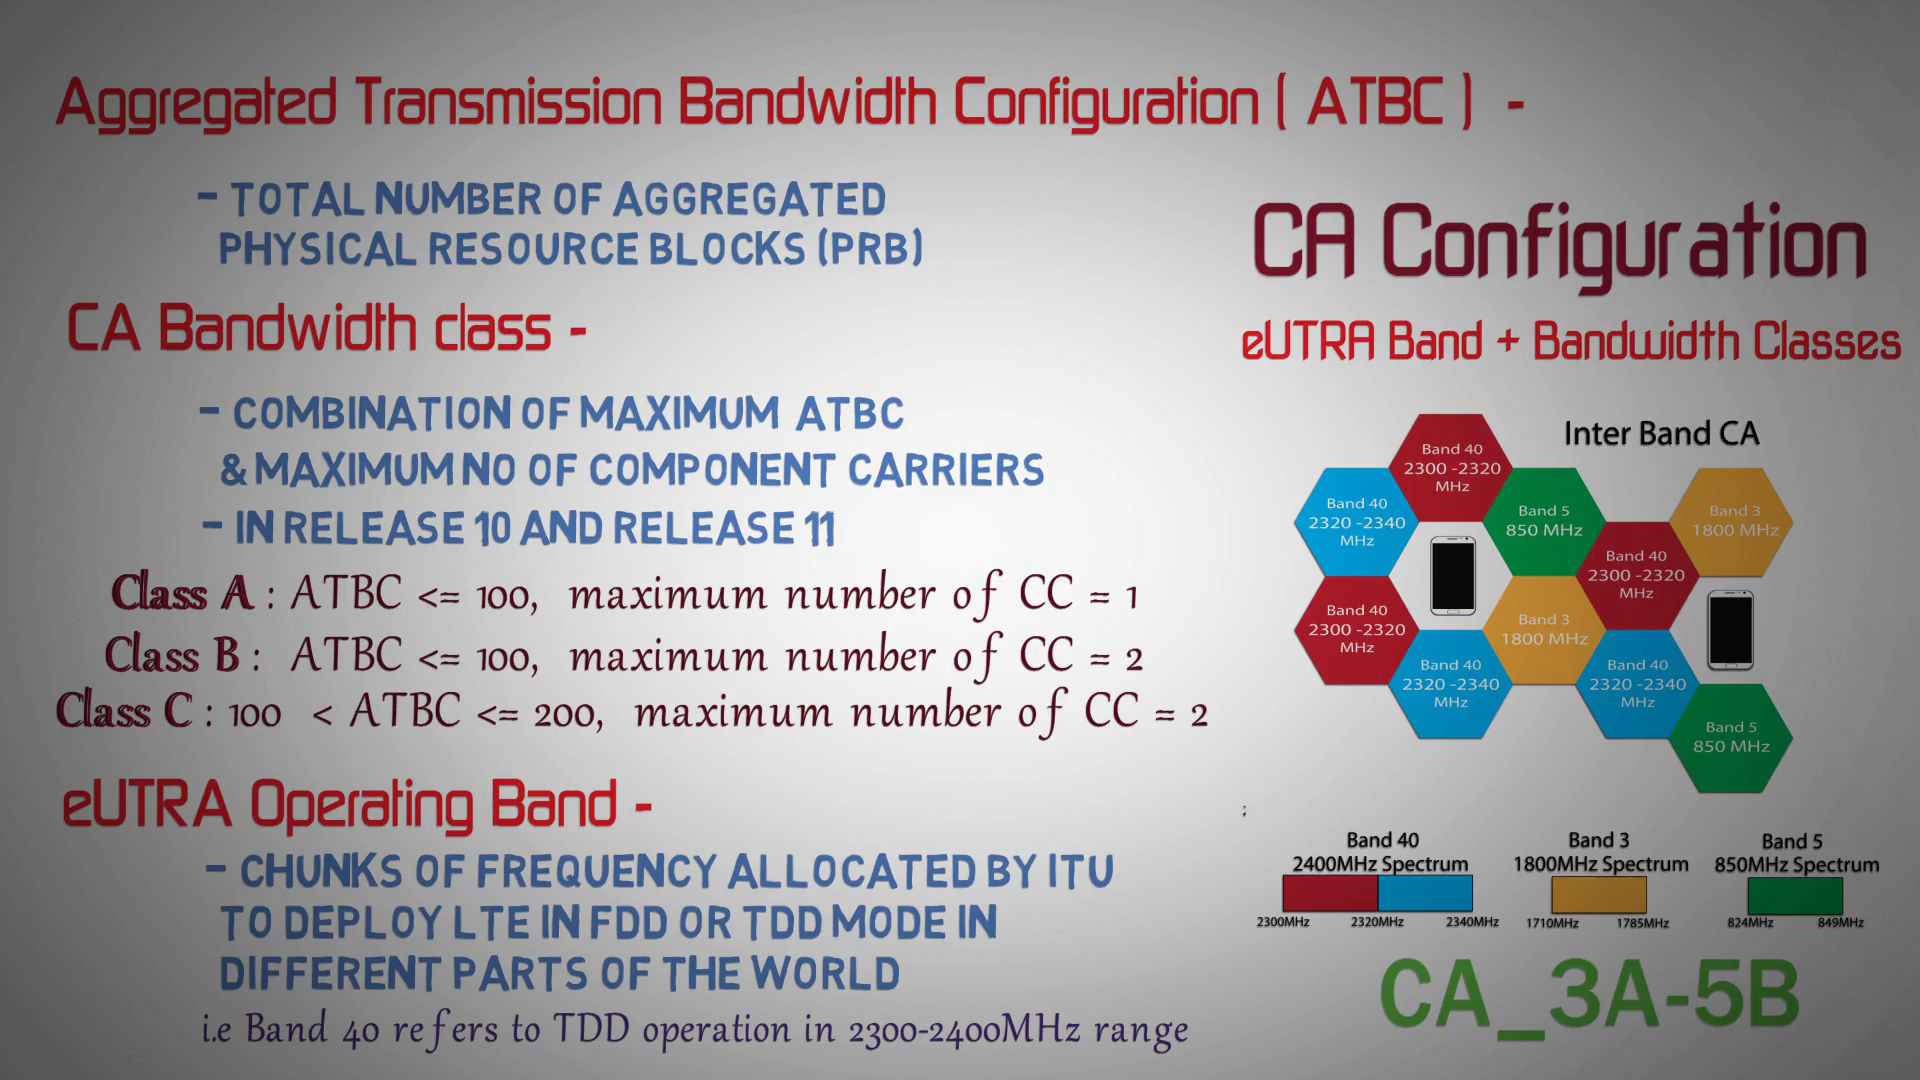 Aggregated Transmission Bandwidth Configuration ( ATBC ) -
- TOTAL NUMBER OF AGGREGATED
PHYSICAL RESOURCE BLOCKS (PRB)
CA Bandwidth class -
- COMBINATION OF MAXIMUM ATBC
& MAXIMUM NO OF COMPONENT CARRIERS
- IN RELEASE 10 AND RELEASE 11
Class A : ATBC <= 100, maximum number of CC = 1
Class B : ATBC <= 100, maximum number of CC = 2
Class C : 100 < ATBC <= 200, maximum number of CC = 2
eUTRA Operating Band -
- CHUNKS OF FREQUENCY ALLOCATED BY ITU
TO DEPLOY LTE IN FDD OR TDD MODE IN
DIFFERENT PARTS OF THE WORLD
i.e Band 40 refers to TDD operation in 2300-2400MHz range
CA Configuration
eUTRA Band + Bandwidth Classes
Inter Band CA
Band 40
2300 -2320
MHz
Band 40
2320 -2340
MHz
Band 5
850 MHz
Band 3
1800 MHz
Band 40
2300 -2320
MHz
Band 40
2300 -2320
MHz
Band 3
1800 MHz
Band 40
2320 -2340
MHz
Band 40
2320 -2340
MHz
Band 5
850 MHz
Band 40
2400MHz Spectrum
2300MHz 2320MHz 2340MHz
Band 3
1800MHz Spectrum
1710MHz 1785MHz
Band 5
850MHz Spectrum
824MHz 849MHz
CA_3A-5B